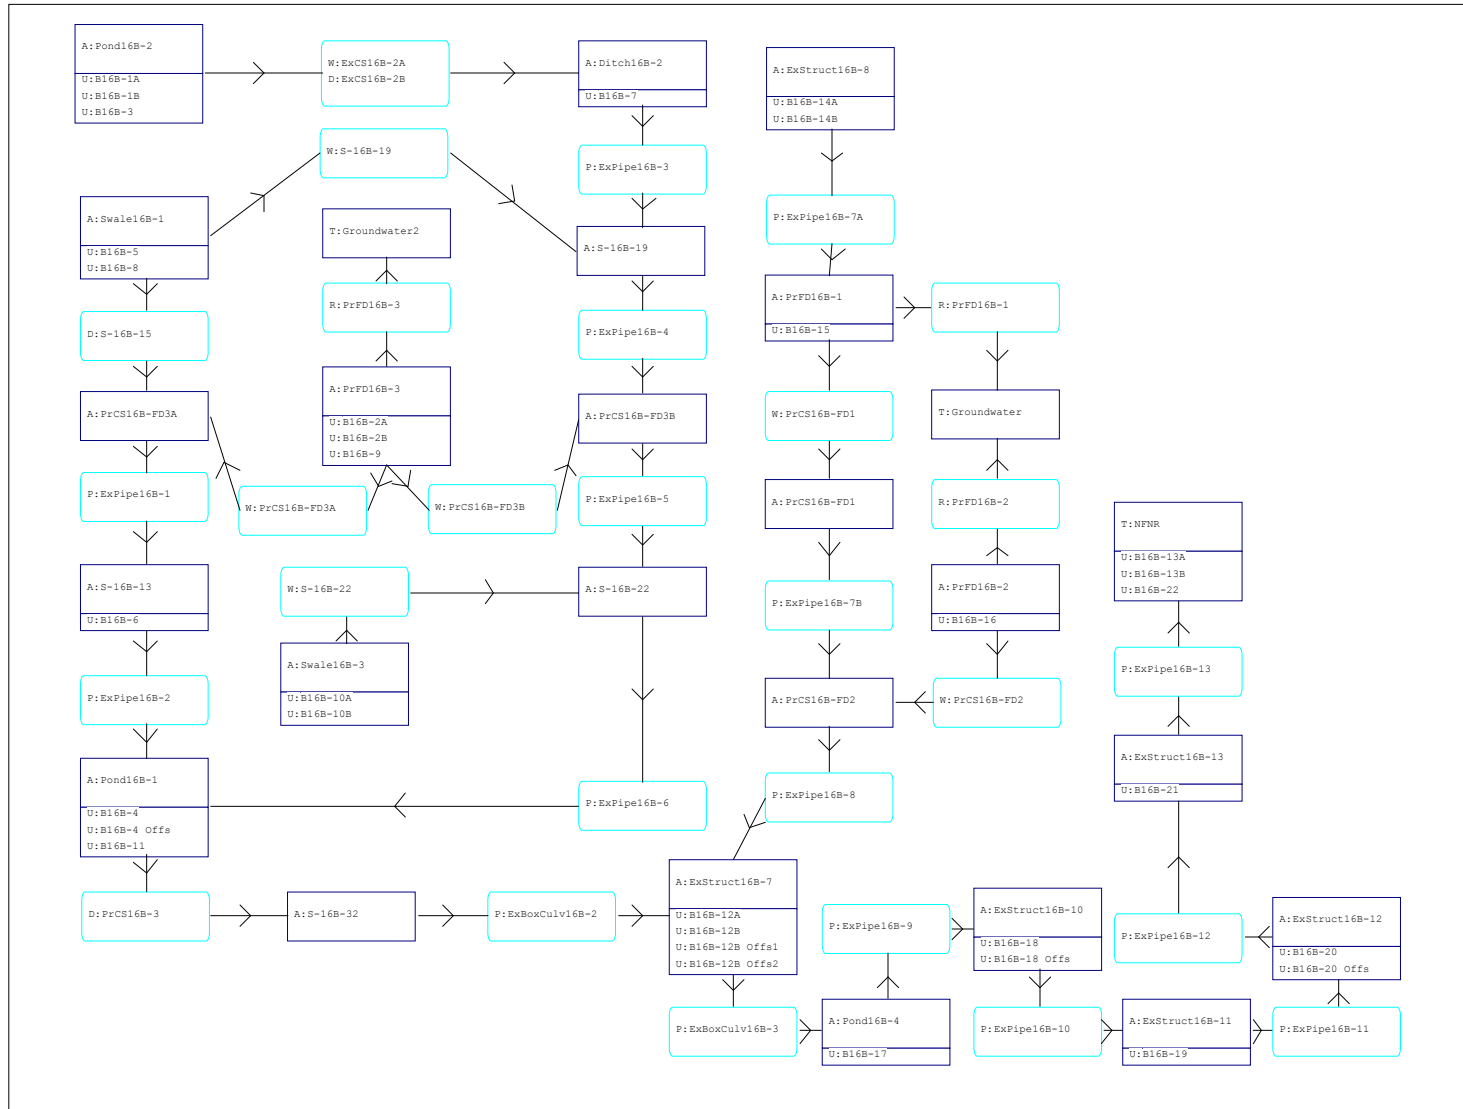 A:Pond16B-2
U:B16B-1A
U:B16B-1B
U:B16B-3
W:ExCS16B-2A
D:ExCS16B-2B
A:Ditch16B-2
U:B16B-7
A:ExStruct16B-8
U:B16B-14A
U:B16B-14B
W:S-16B-19
P:ExPipe16B-3
A:Swale16B-1
U:B16B-5
U:B16B-8
T:Groundwater2
A:S-16B-19
P:ExPipe16B-7A
D:S-16B-15
R:PrFD16B-3
P:ExPipe16B-4
A:PrFD16B-1
U:B16B-15
R:PrFD16B-1
A:PrCS16B-FD3A
A:PrFD16B-3
U:B16B-2A
U:B16B-2B
U:B16B-9
A:PrCS16B-FD3B
W:PrCS16B-FD1
T:Groundwater
P:ExPipe16B-1
W:PrCS16B-FD3A
W:PrCS16B-FD3B
P:ExPipe16B-5
A:PrCS16B-FD1
R:PrFD16B-2
T:NFNR
U:B16B-13A
U:B16B-13B
U:B16B-22
A:S-16B-13
U:B16B-6
W:S-16B-22
A:S-16B-22
P:ExPipe16B-7B
A:PrFD16B-2
U:B16B-16
A:Swale16B-3
U:B16B-10A
U:B16B-10B
P:ExPipe16B-2
A:PrCS16B-FD2
W:PrCS16B-FD2
P:ExPipe16B-13
A:Pond16B-1
U:B16B-4
U:B16B-4 Offs
U:B16B-11
P:ExPipe16B-6
P:ExPipe16B-8
A:ExStruct16B-13
U:B16B-21
D:PrCS16B-3
A:S-16B-32
P:ExBoxCulv16B-2
A:ExStruct16B-7
U:B16B-12A
U:B16B-12B
U:B16B-12B Offs1
U:B16B-12B Offs2
P:ExPipe16B-9
A:ExStruct16B-10
U:B16B-18
U:B16B-18 Offs
P:ExPipe16B-12
A:ExStruct16B-12
U:B16B-20
U:B16B-20 Offs
P:ExBoxCulv16B-3
A:Pond16B-4
U:B16B-17
P:ExPipe16B-10
A:ExStruct16B-11
U:B16B-19
P:ExPipe16B-11